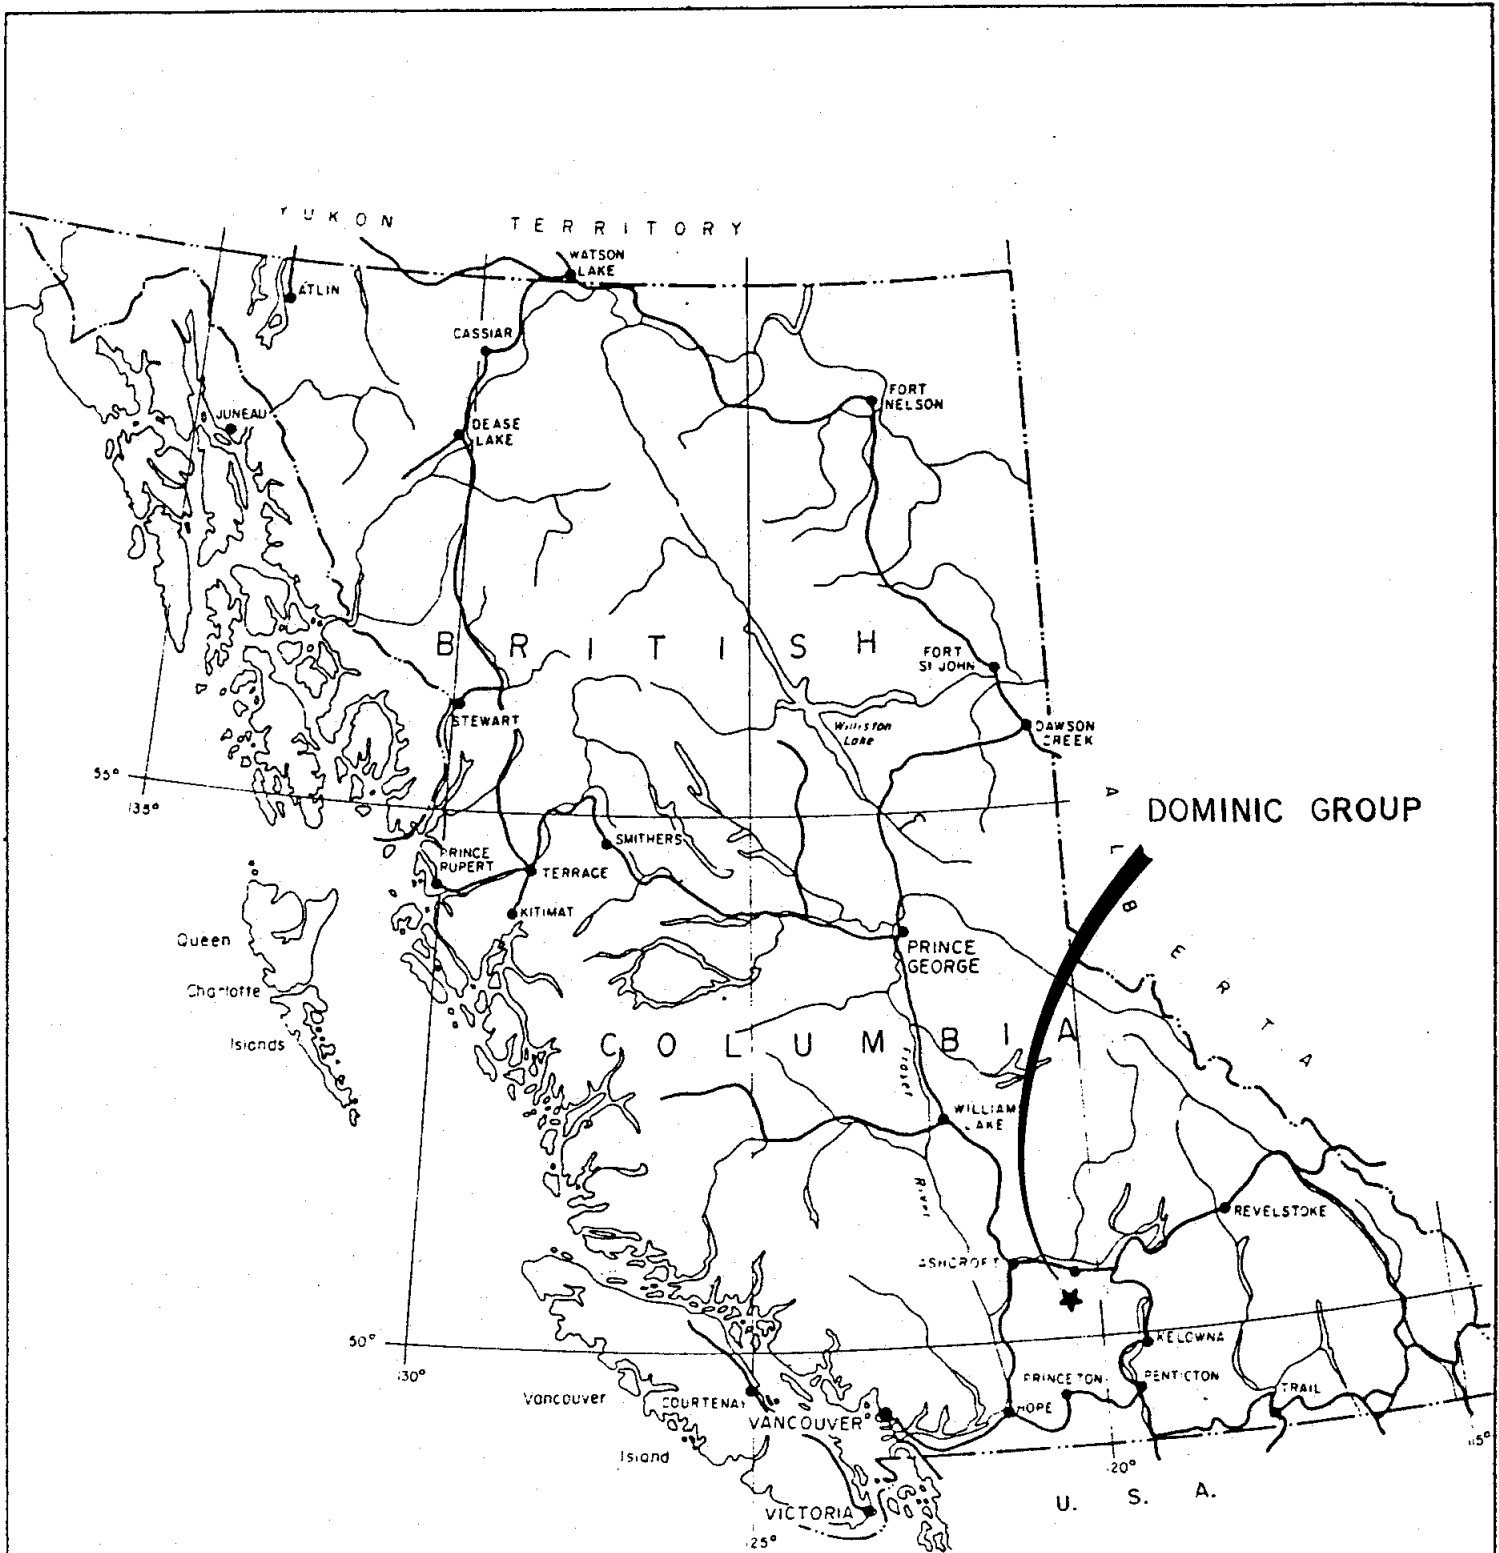 YUKON TERRITORY
WATSON
LAKE
ATLIN
CASSIAR
FORT
NELSON
JUNEAU
DEASE
LAKE
BRITISH
FORT
ST JOHN
STEWART
Williston
Lake
DAWSON
CREEK
55°
135°
ALBERTA
DOMINIC GROUP
SMITHERS
PRINCE
RUPERT
TERRACE
KITIMAT
Queen
Charlotte
Islands
PRINCE
GEORGE
COLUMBIA
Fraser
River
WILLIAMS
LAKE
REVELSTOKE
ASHCROFT
50°
130°
KELOWNA
PRINCETON
PENTICTON
TRAIL
HOPE
Vancouver
Island
COURTENAY
VANCOUVER
VICTORIA
125°
120°
115°
U. S. A.